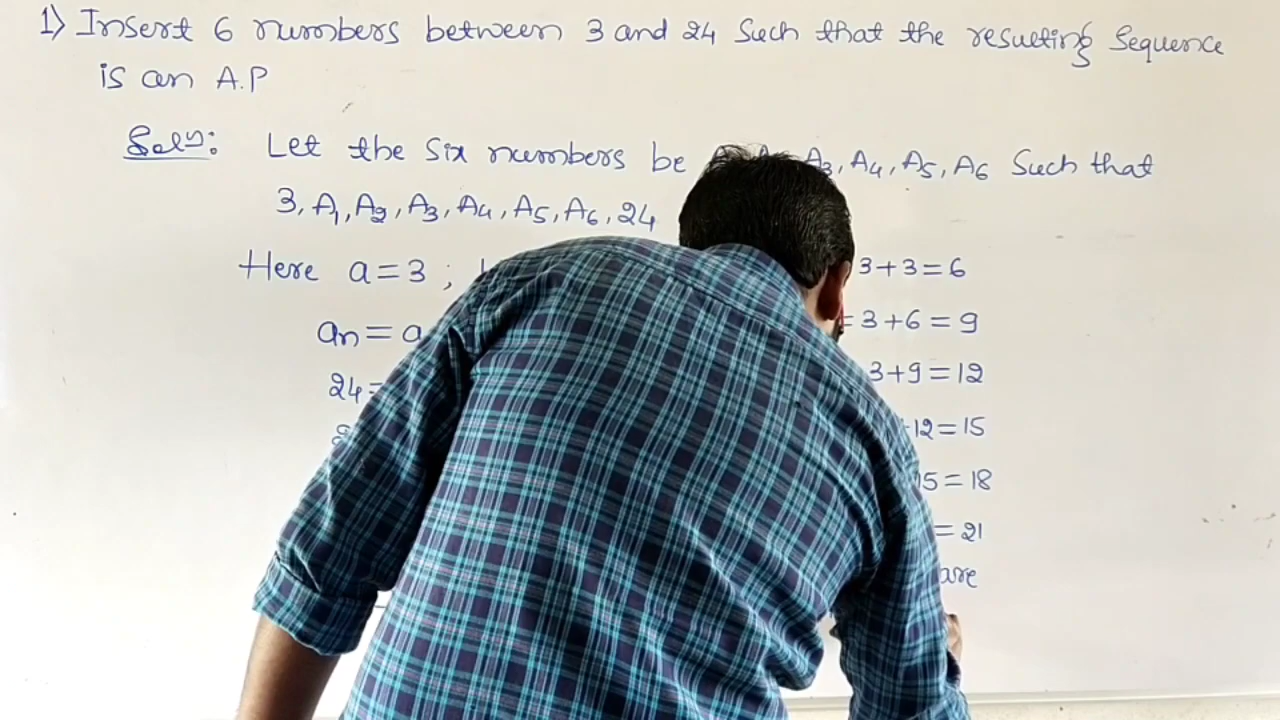 1) Insert 6 numbers between 3 and 24 Such that the resulting Sequence
is an A.P
Soln: Let the Six numbers be A3, A4, A5, A6 Such that
3, A1, A2, A3, A4, A5, A6, 24
Here a = 3 ;
3 + 3 = 6
an = a
= 3 + 6 = 9
24 =
3 + 9 = 12
12 = 15
15 = 18
= 21
are